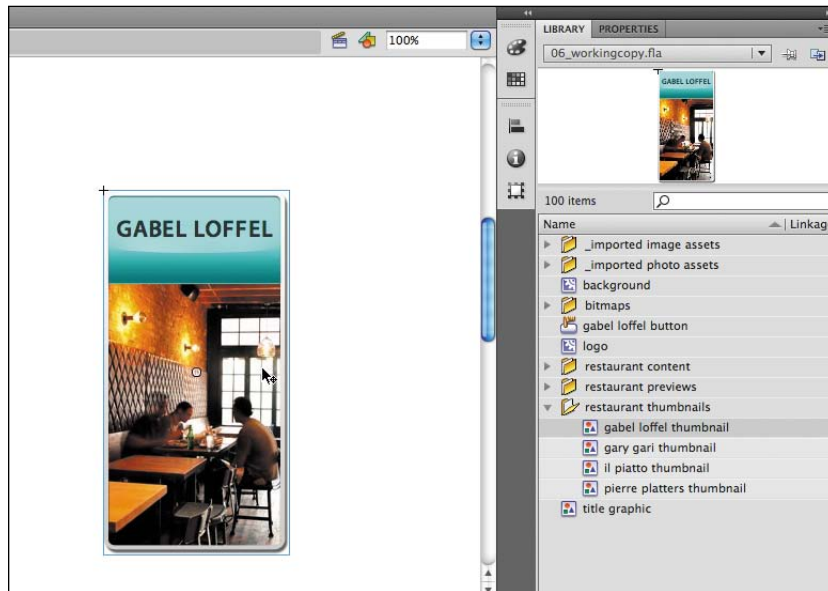 100%
GABEL LOFFEL
LIBRARY PROPERTIES
06_workingcopy.fla
GABEL LOFFEL
100 items
Name Linkag
_imported image assets
_imported photo assets
background
bitmaps
gabel loffel button
logo
restaurant content
restaurant previews
restaurant thumbnails
gabel loffel thumbnail
gary gari thumbnail
il piatto thumbnail
pierre platters thumbnail
title graphic